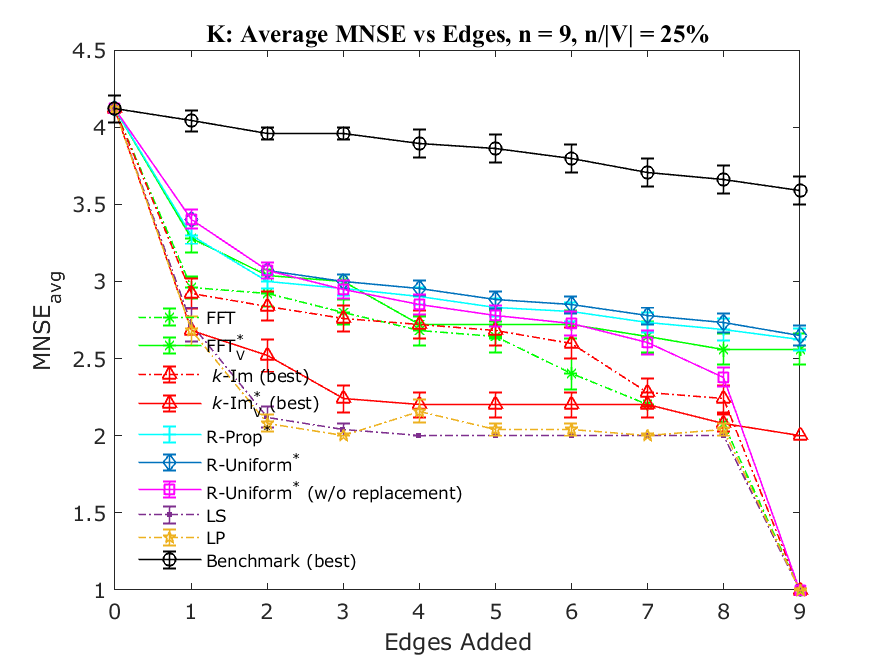 K: Average MNSE vs Edges, n = 9, n/|V| = 25%
4.5
4
3.5
3
2.5
2
1.5
1
MNSE_avg
FFT
FFT_V^*
k-Im (best)
k-Im_v^* (best)
R-Prop^*
R-Uniform^*
R-Uniform^* (w/o replacement)
LS
LP
Benchmark (best)
0 1 2 3 4 5 6 7 8 9
Edges Added